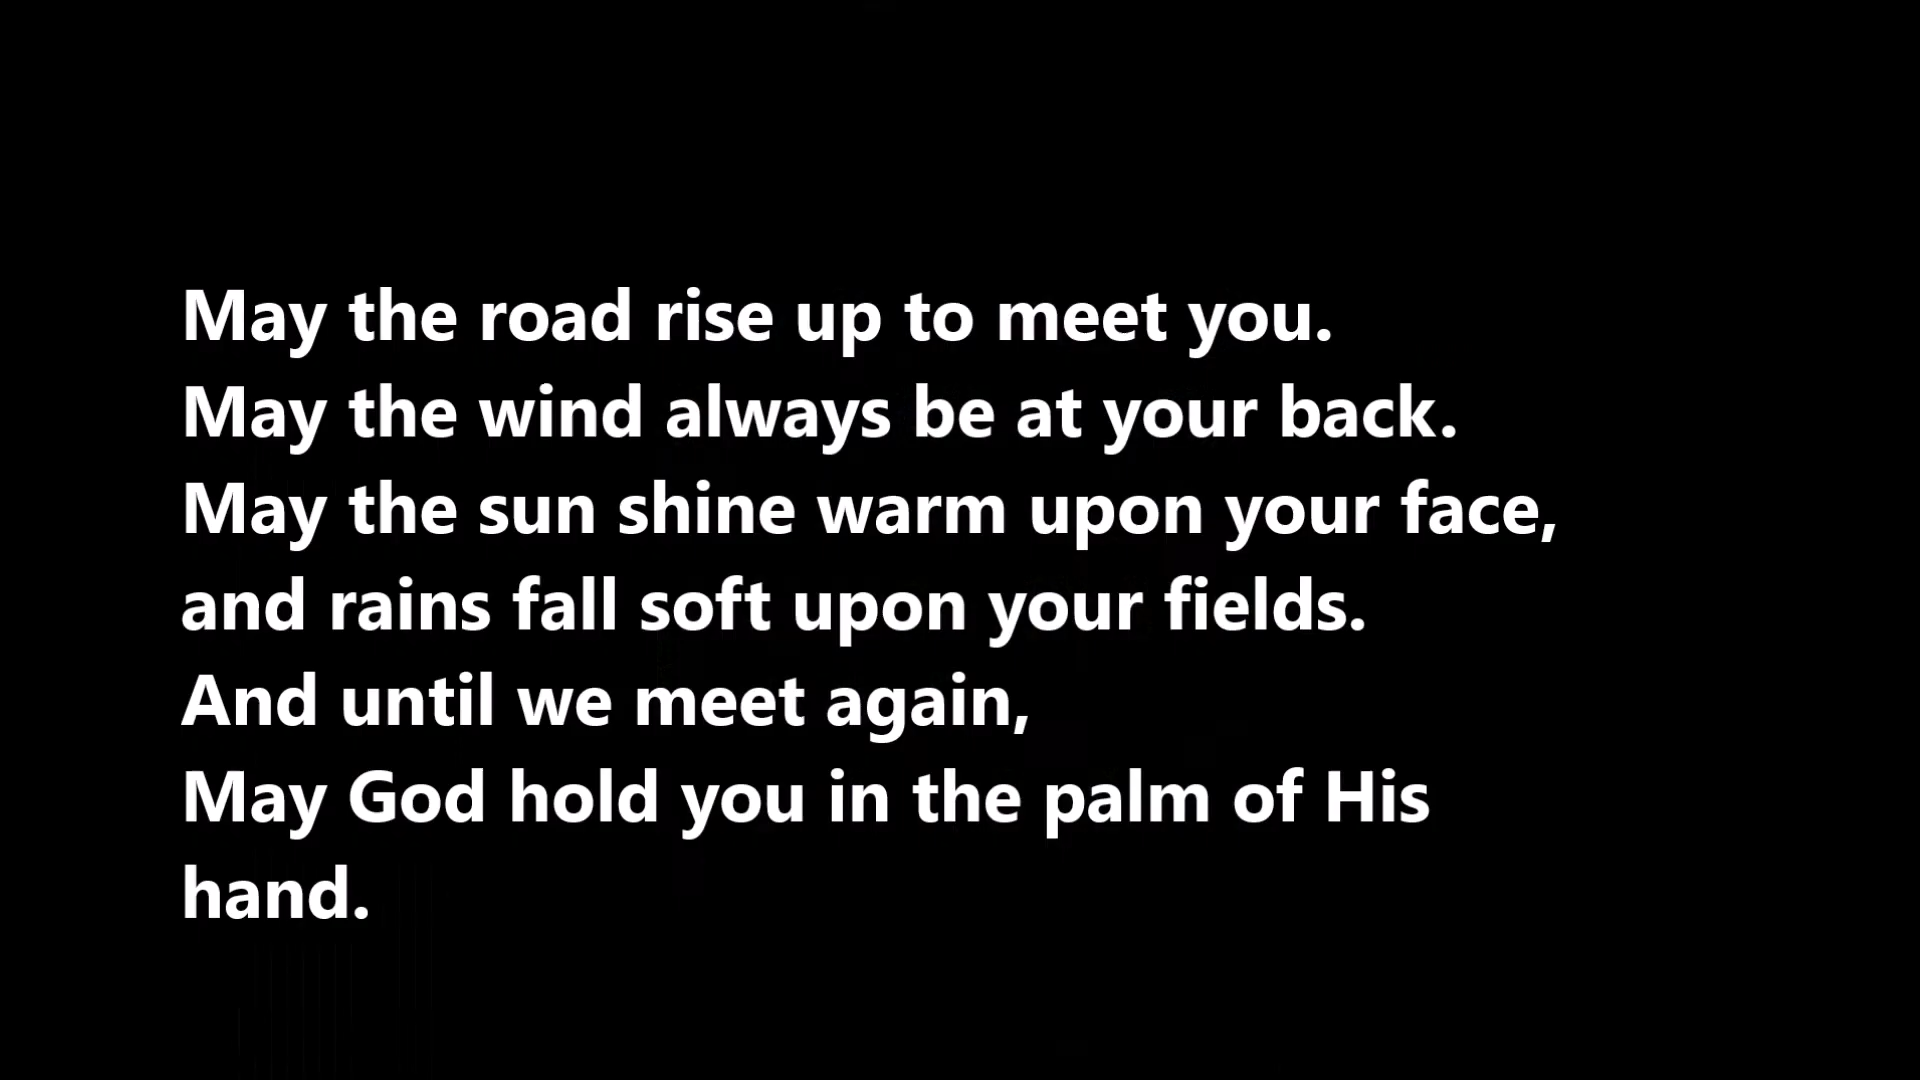 May the road rise up to meet you.
May the wind always be at your back.
May the sun shine warm upon your face,
and rains fall soft upon your fields.
And until we meet again,
May God hold you in the palm of His
hand.